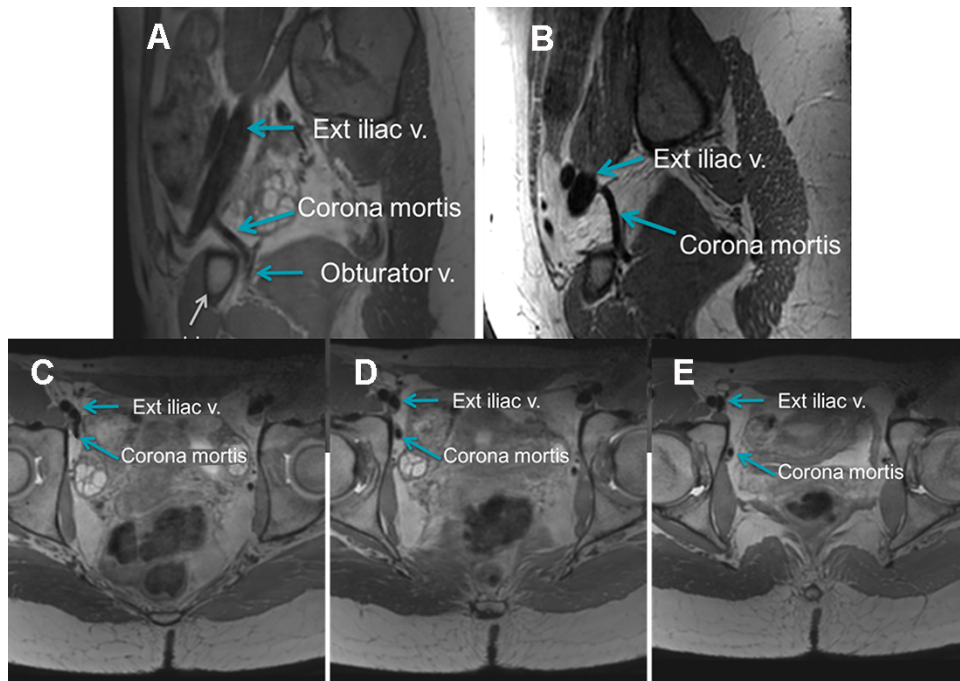 A
Ext iliac v.
Corona mortis
Obturator v.
B
Ext iliac v.
Corona mortis
C
Ext iliac v.
Corona mortis
D
Ext iliac v.
Corona mortis
E
Ext iliac v.
Corona mortis